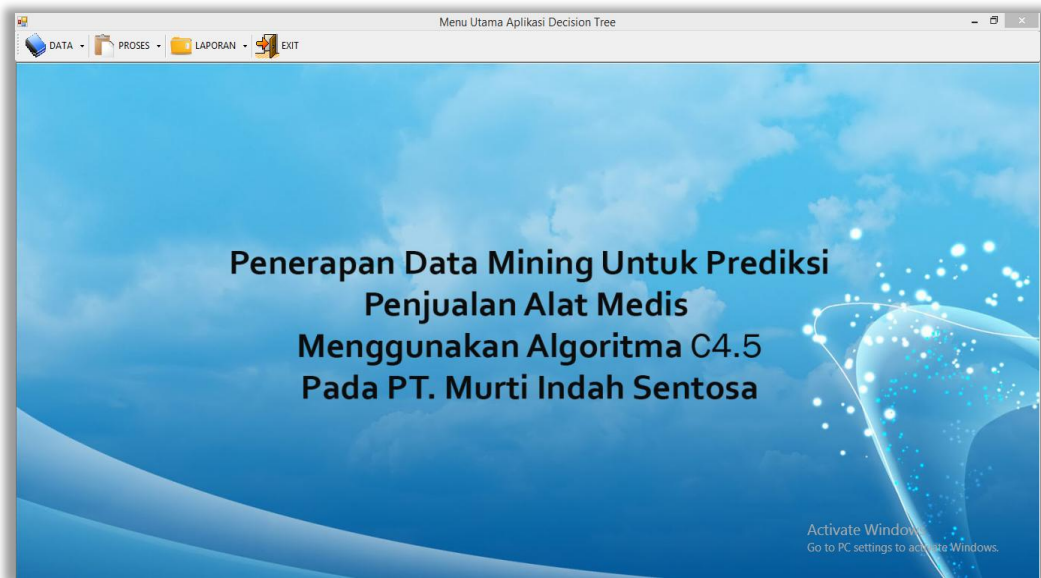 Menu Utama Aplikasi Decision Tree
DATA PROSES LAPORAN EXIT
Penerapan Data Mining Untuk Prediksi
Penjualan Alat Medis
Menggunakan Algoritma C4.5
Pada PT. Murti Indah Sentosa
Activate Windows
Go to PC settings to activate Windows.